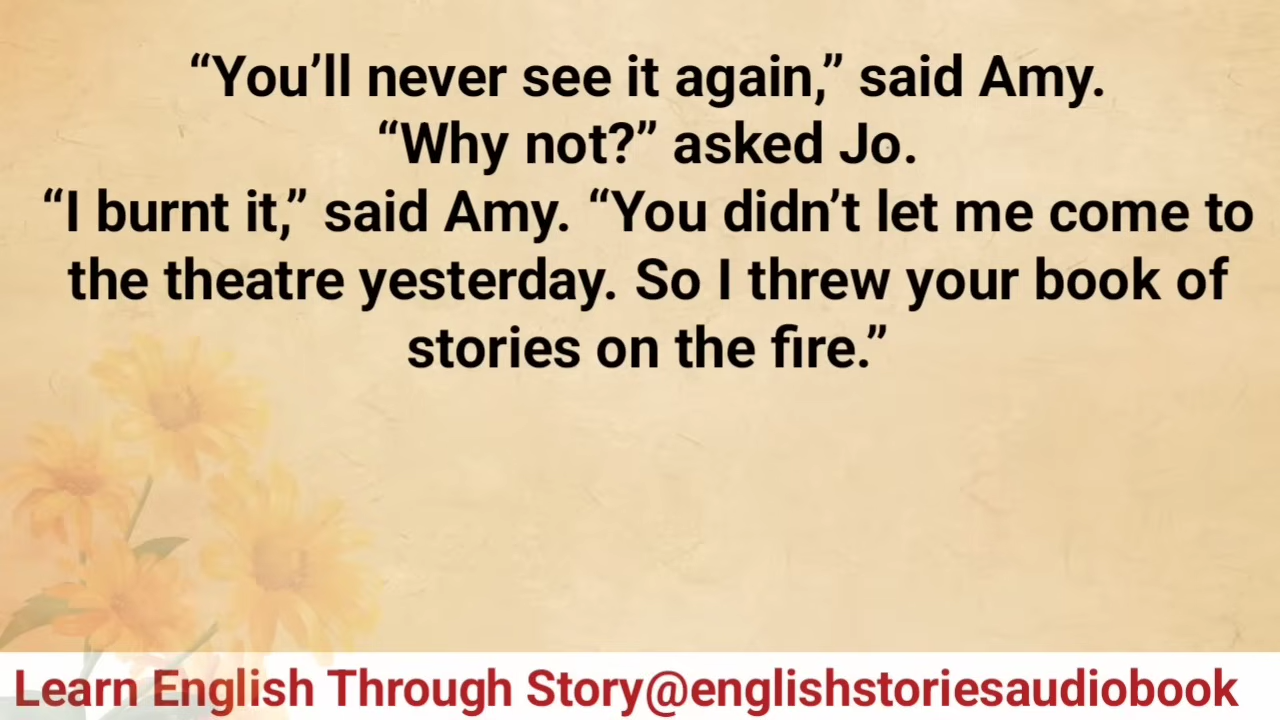 “You’ll never see it again,” said Amy.
“Why not?” asked Jo.
“I burnt it,” said Amy. “You didn’t let me come to
the theatre yesterday. So I threw your book of
stories on the fire.”
Learn English Through Story@englishstoriesaudiobook